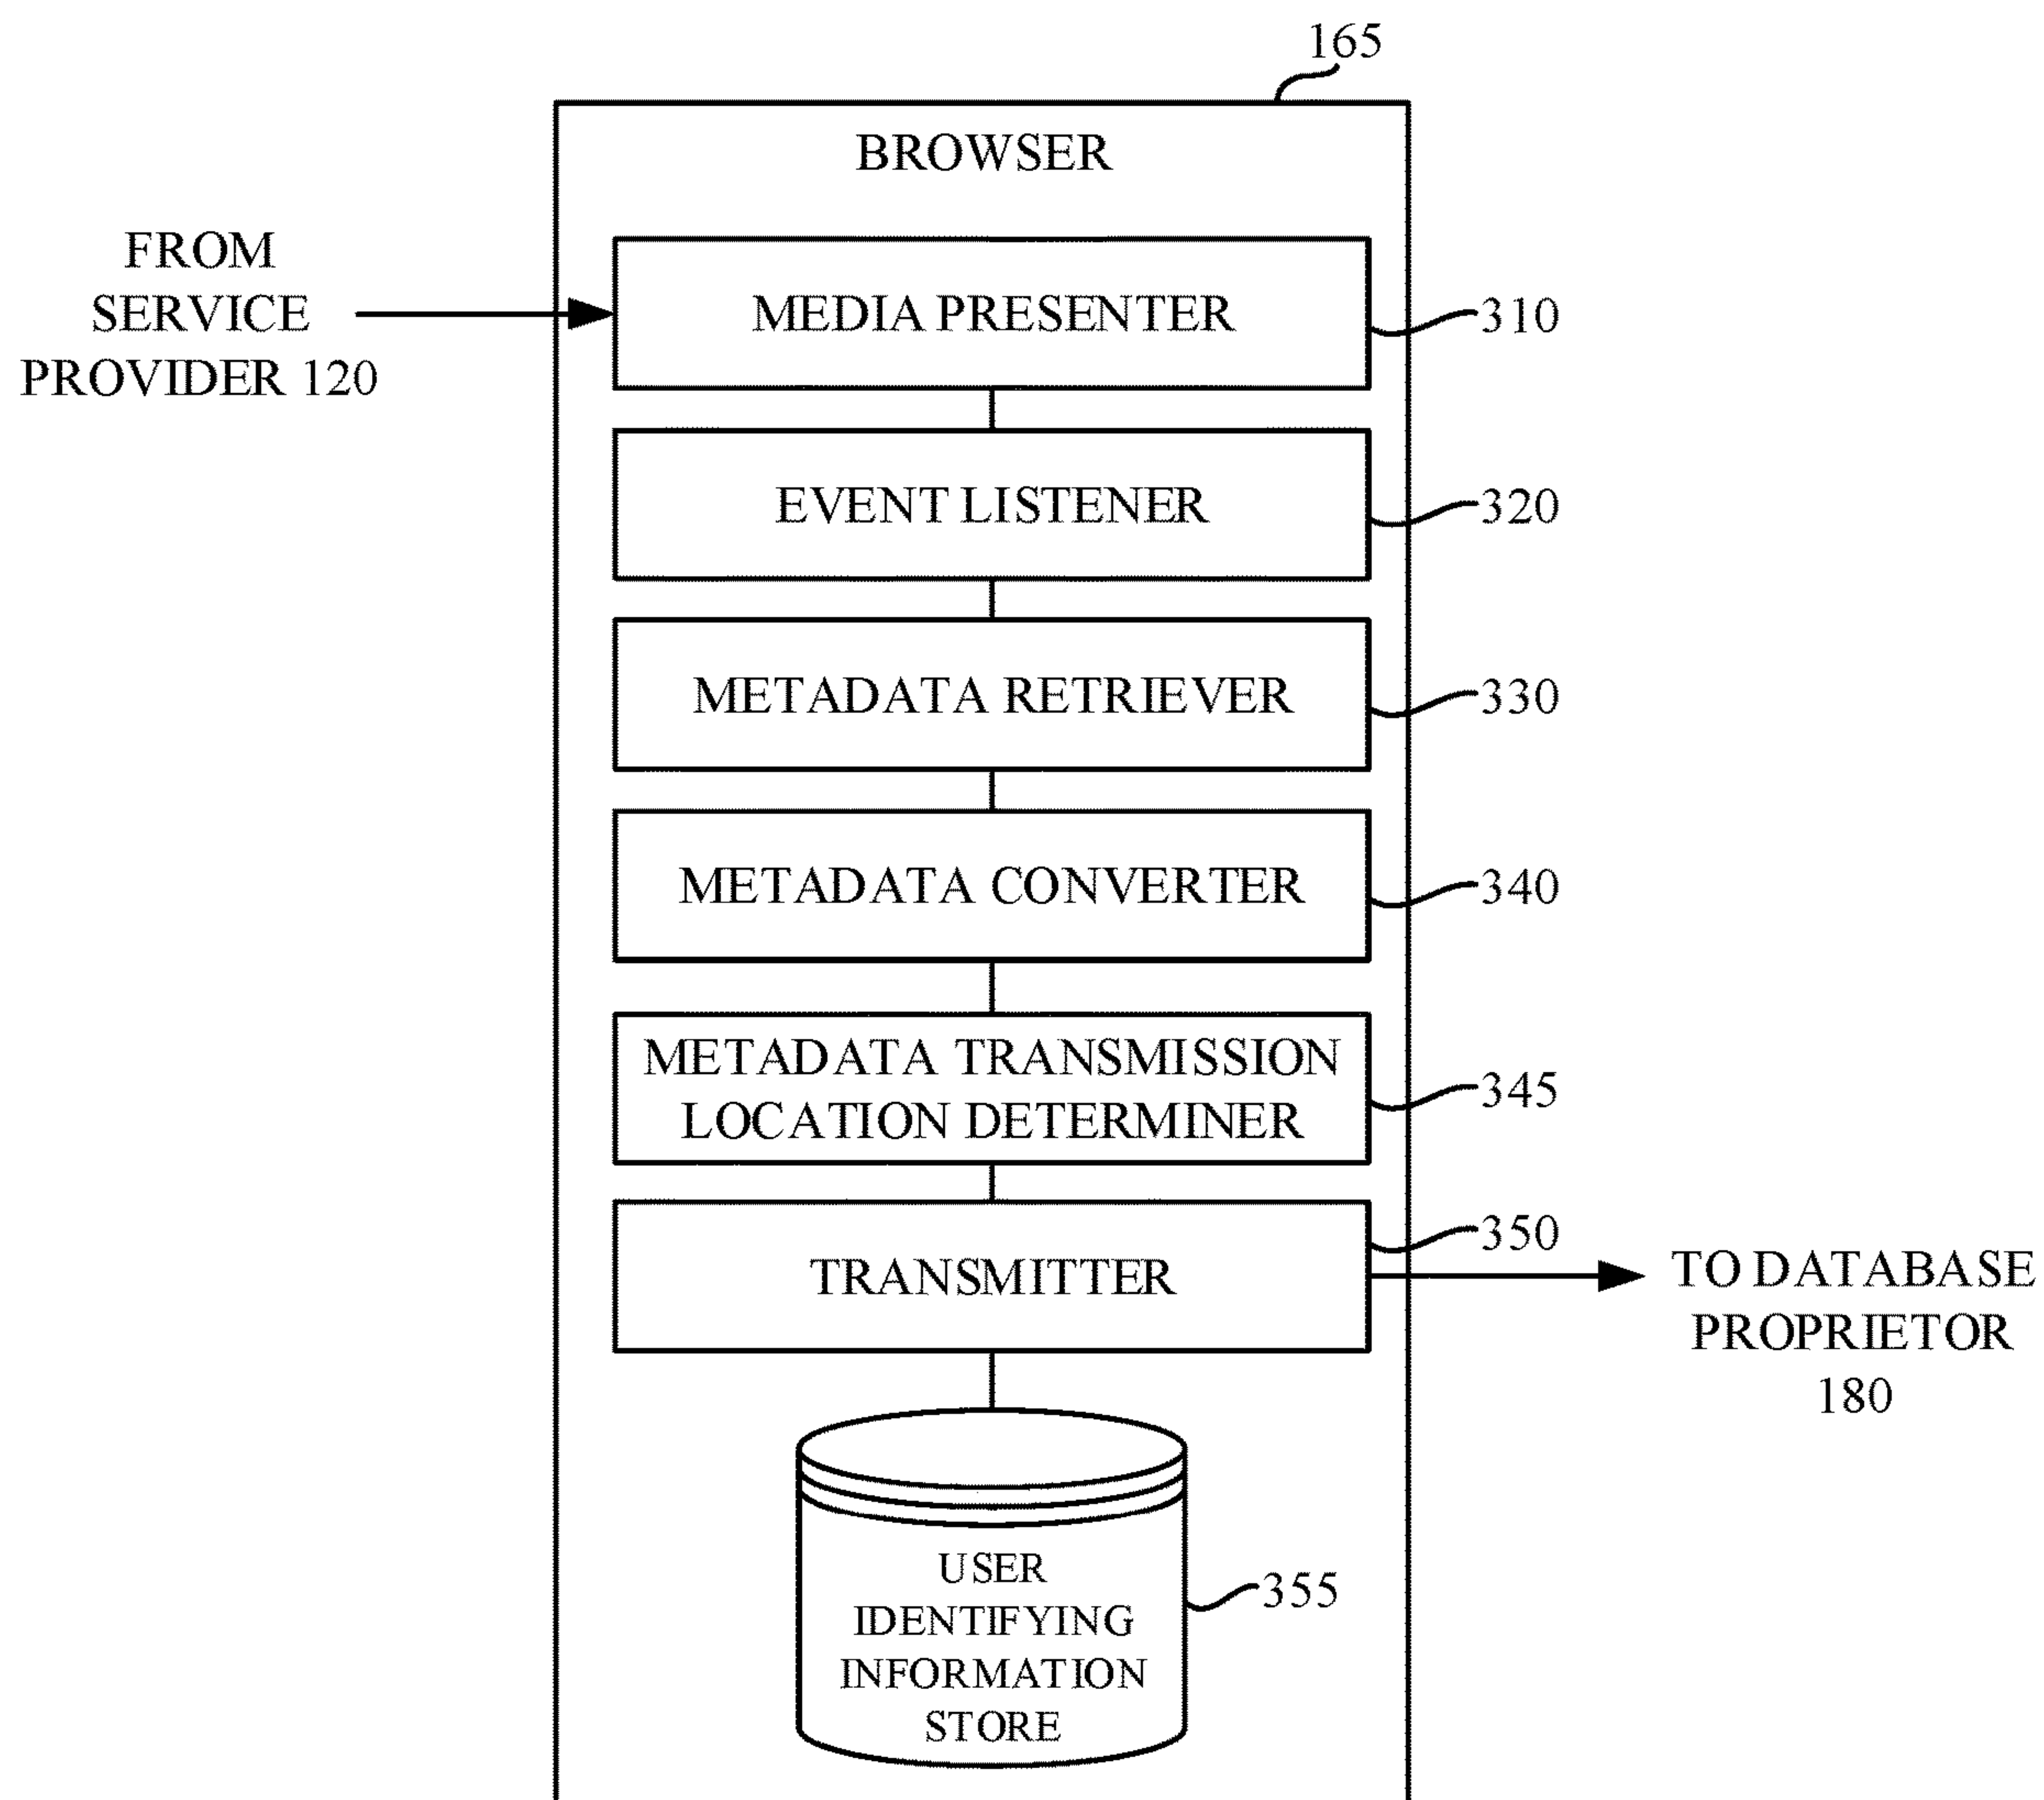 165
BROWSER
FROM
SERVICE
PROVIDER 120
MEDIA PRESENTER
310
EVENT LISTENER
320
METADATA RETRIEVER
330
METADATA CONVERTER
340
METADATA TRANSMISSION
LOCATION DETERMINER
345
TRANSMITTER
350
TO DATABASE
PROPRIETOR
180
USER
IDENTIFYING
INFORMATION
STORE
355